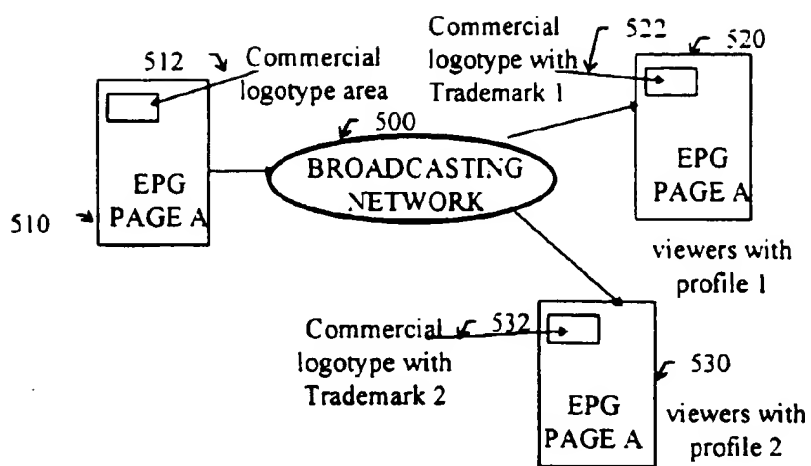 512
Commercial
logotype area
EPG
PAGE A
510
500
BROADCASTING
NETWORK
Commercial
logotype with
Trademark 1
522
520
EPG
PAGE A
viewers with
profile 1
Commercial
logotype with
Trademark 2
532
EPG
PAGE A
530
viewers with
profile 2